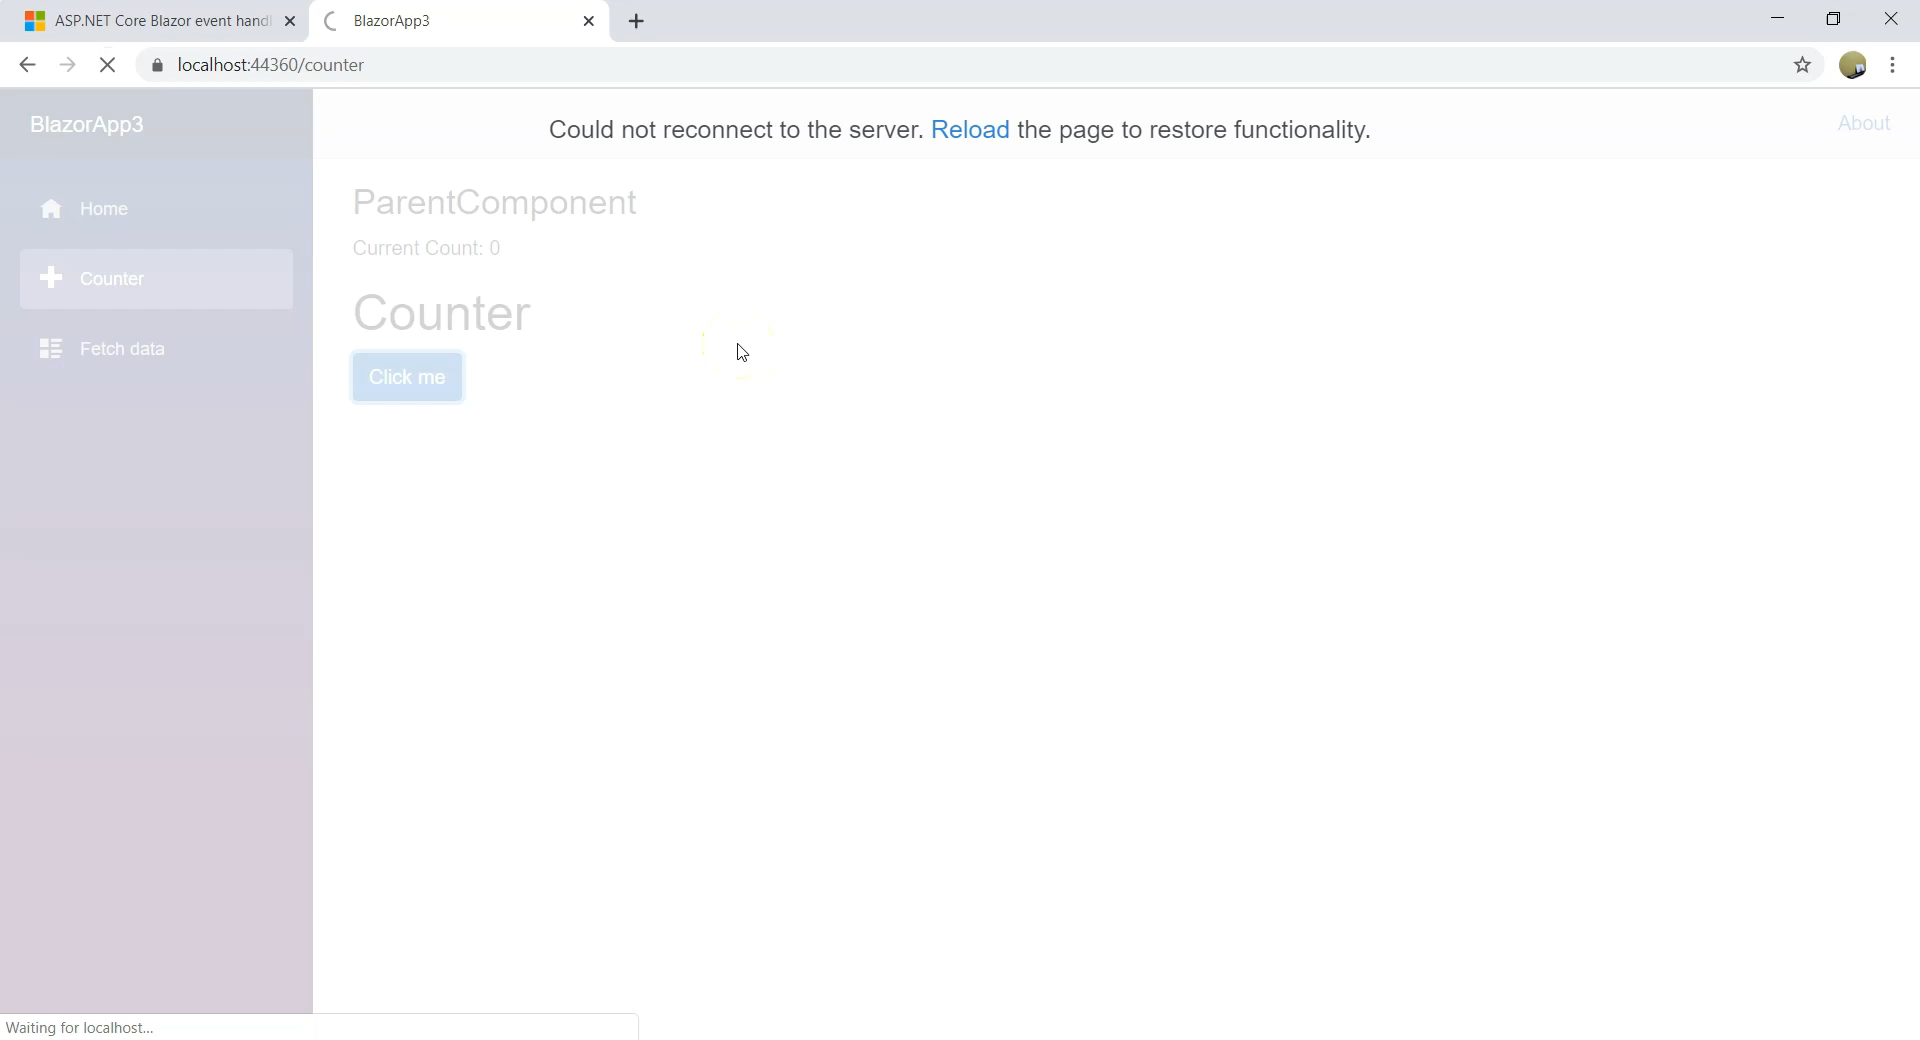 ASP.NET Core Blazor event handl
BlazorApp3
localhost:44360/counter
BlazorApp3
Could not reconnect to the server. Reload the page to restore functionality.
About
Home
Counter
Fetch data
ParentComponent
Current Count: 0
Counter
Click me
Waiting for localhost...